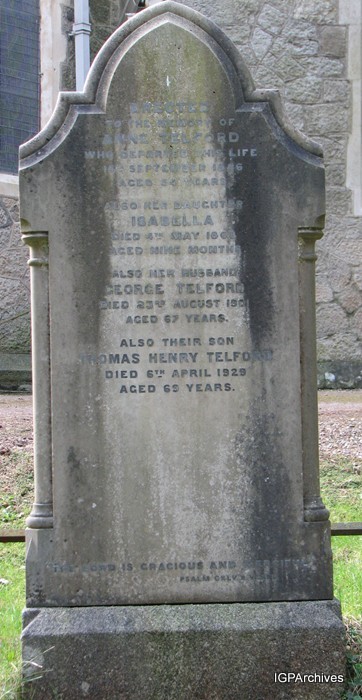 ERECTED
TO THE MEMORY OF
TELFORD
WHO DEPARTED THIS LIFE
SEPTEMBER
AGED YEARS
ALSO HER DAUGHTER
ISABELLA
DIED 4TH MAY
AGED NINE MONTHS
ALSO HER HUSBAND
GEORGE TELFORD
DIED 23RD AUGUST
AGED 67 YEARS.
ALSO THEIR SON
THOMAS HENRY TELFORD
DIED 6TH APRIL 1929
AGED 69 YEARS.
THE LORD IS GRACIOUS AND
PSALM
IGPArchives